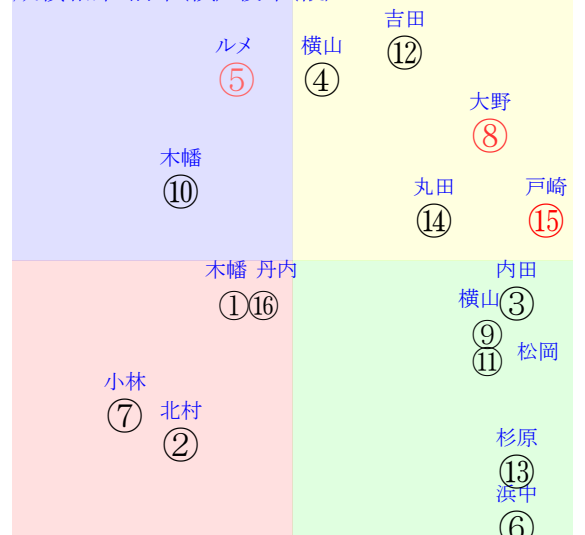 吉田
⑫
ルメ 横山
⑤ ④
大野
⑧
木幡
⑩
丸田 戸崎
⑭ ⑮
木幡 丹内 内田
①⑯ 横山③
⑨
⑪ 松岡
小林
⑦ 北村
②
杉原
⑬
浜中
⑥